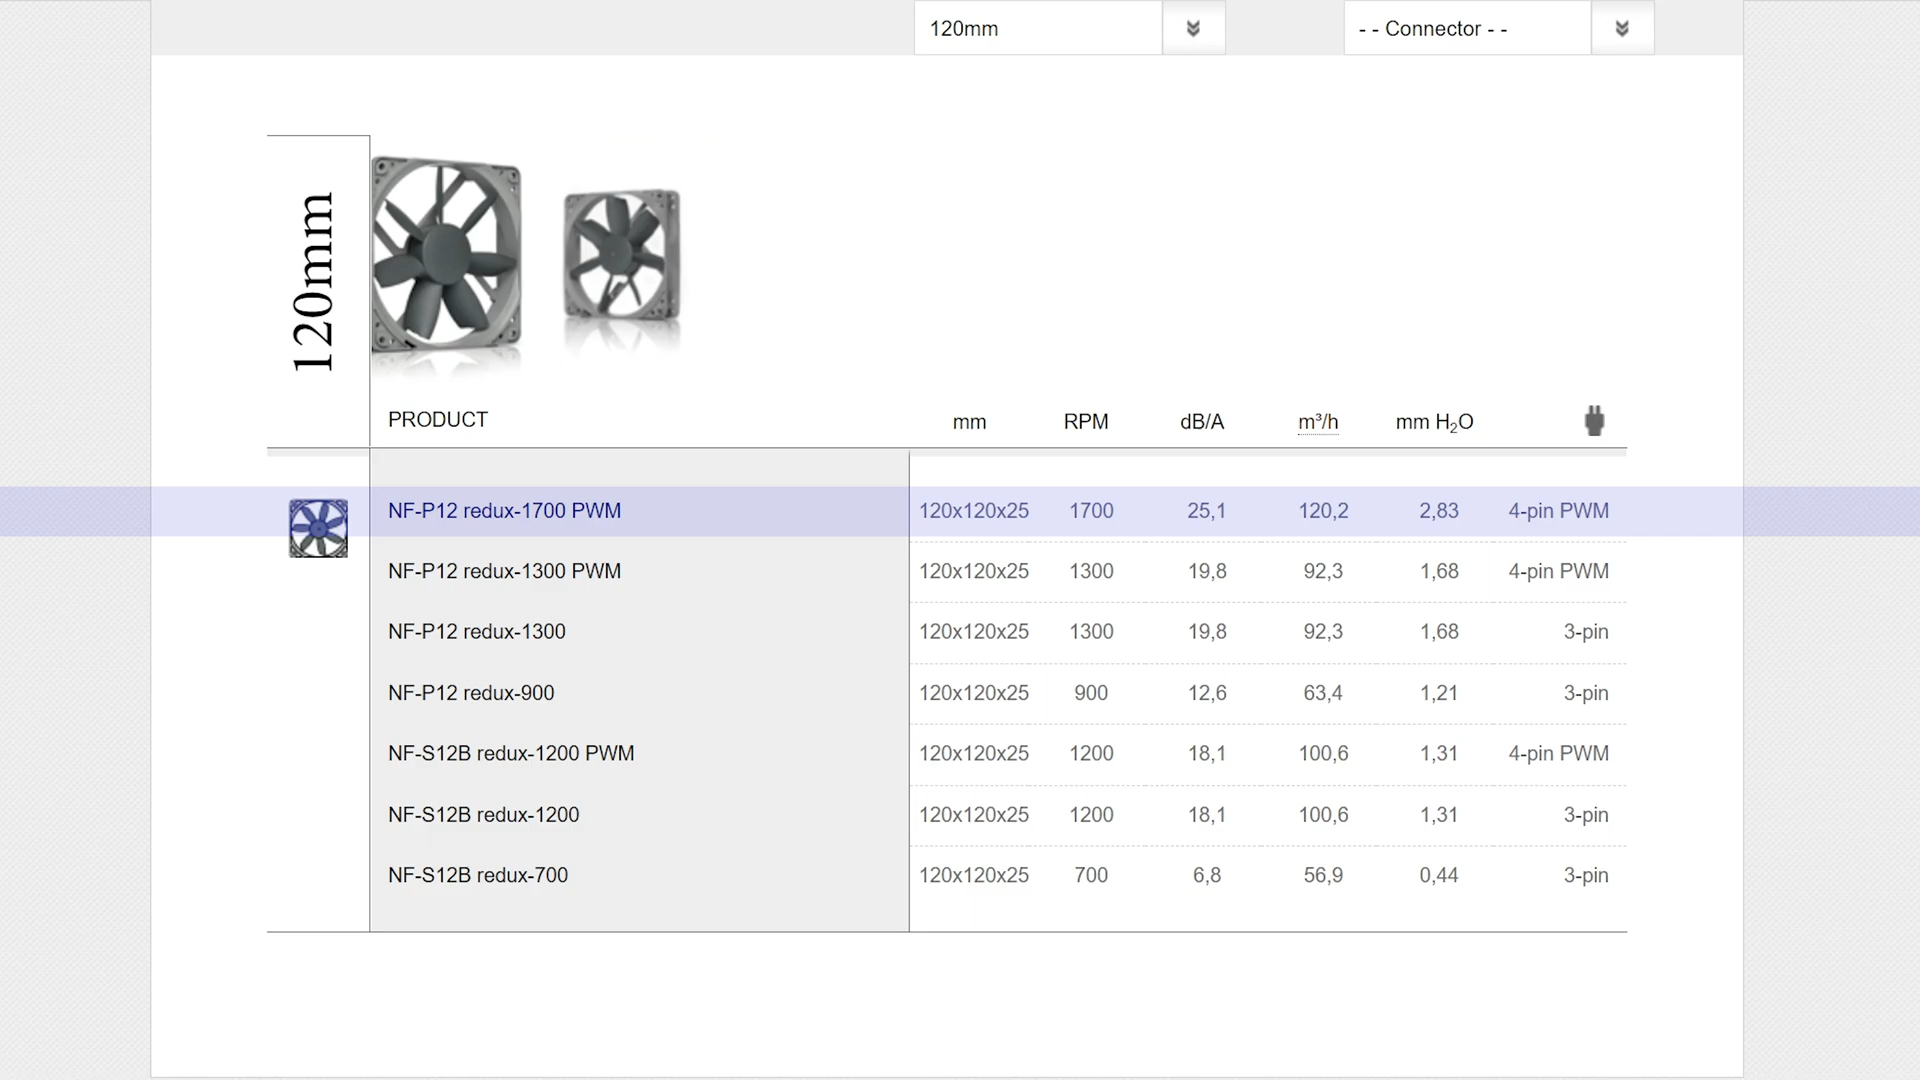 120mm
- - Connector - -
120mm
PRODUCT mm RPM dB/A m³/h mm H₂O
NF-P12 redux-1700 PWM 120x120x25 1700 25,1 120,2 2,83 4-pin PWM
NF-P12 redux-1300 PWM 120x120x25 1300 19,8 92,3 1,68 4-pin PWM
NF-P12 redux-1300 120x120x25 1300 19,8 92,3 1,68 3-pin
NF-P12 redux-900 120x120x25 900 12,6 63,4 1,21 3-pin
NF-S12B redux-1200 PWM 120x120x25 1200 18,1 100,6 1,31 4-pin PWM
NF-S12B redux-1200 120x120x25 1200 18,1 100,6 1,31 3-pin
NF-S12B redux-700 120x120x25 700 6,8 56,9 0,44 3-pin